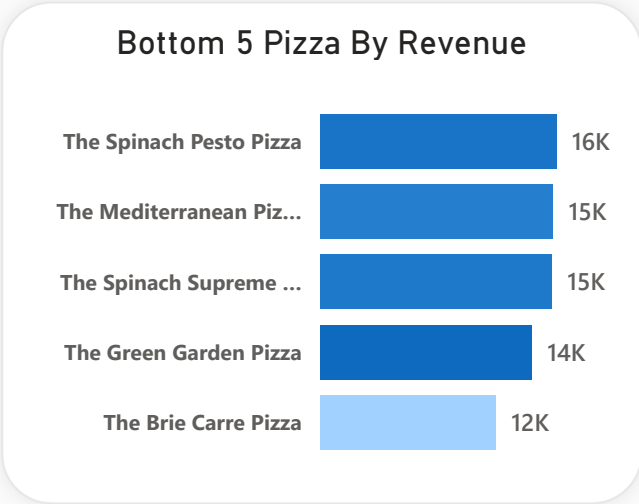 Bottom 5 Pizza By Revenue
The Spinach Pesto Pizza 16K
The Mediterranean Piz... 15K
The Spinach Supreme ... 15K
The Green Garden Pizza 14K
The Brie Carre Pizza 12K